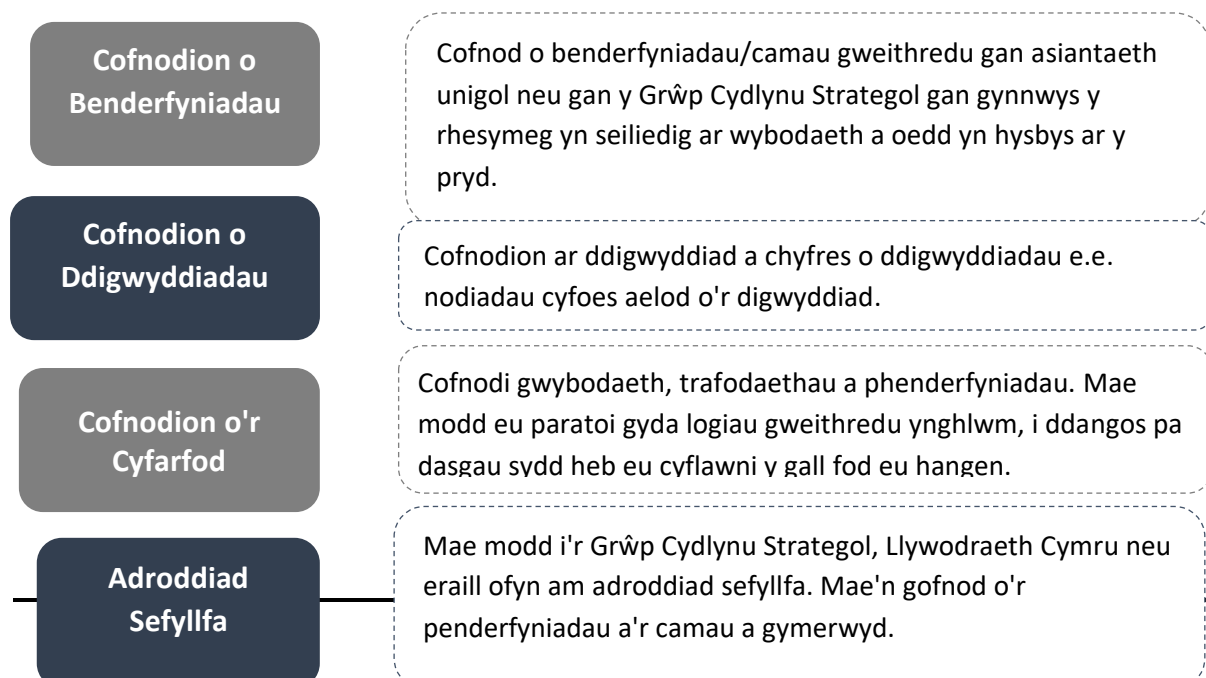 Cofnodion o
Benderfyniadau
Cofnod o benderfyniadau/camau gweithredu gan asiantaeth
unigol neu gan y Grŵp Cydlynu Strategol gan gynnwys y
rhesymeg yn seiliedig ar wybodaeth a oedd yn hysbys ar y
pryd.
Cofnodion o
Ddigwyddiadau
Cofnodion ar ddigwyddiad a chyfres o ddigwyddiadau e.e.
nodiadau cyfoes aelod o'r digwyddiad.
Cofnodion o'r
Cyfarfod
Cofnodi gwybodaeth, trafodaethau a phenderfyniadau. Mae
modd eu paratoi gyda logiau gweithredu ynghlwm, i ddangos pa
dasgau sydd heb eu cyflawni y gall fod eu hangen.
Adroddiad
Sefyllfa
Mae modd i'r Grŵp Cydlynu Strategol, Llywodraeth Cymru neu
eraill ofyn am adroddiad sefyllfa. Mae'n gofnod o'r
penderfyniadau a'r camau a gymerwyd.